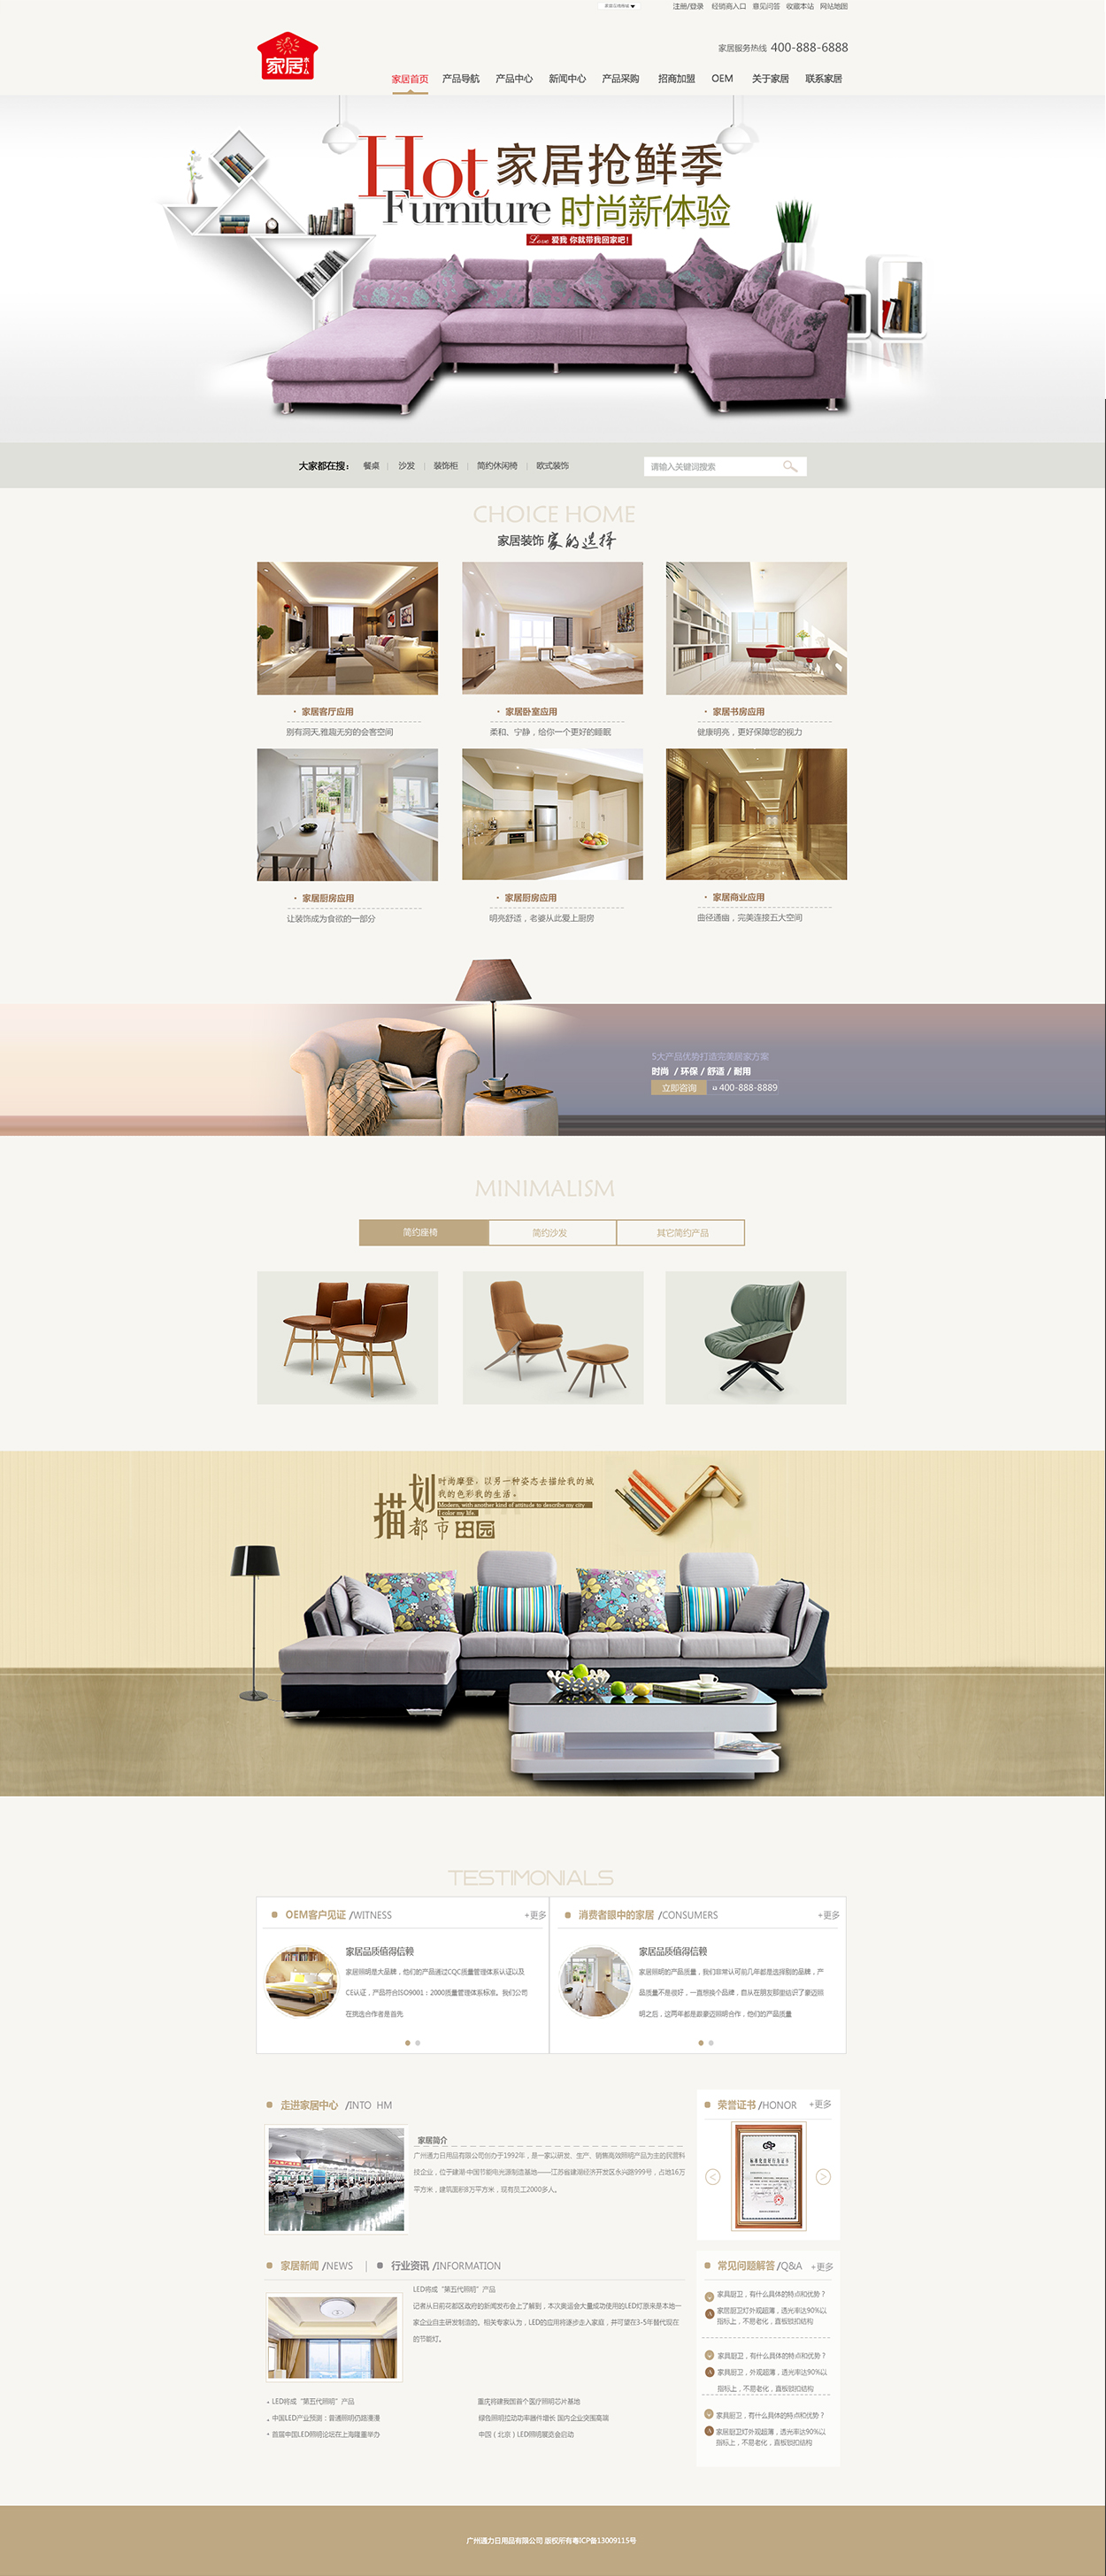 注册/登录 经销商入口 意见问答 收藏本站 网站地图
家居
ホーム
家居服务热线 400-888-6888
家居首页 产品导航 产品中心 新闻中心 产品采购 招商加盟 OEM 关于家居 联系家居
Hot 家居抢鲜季
Furniture 时尚新体验
Love 爱我 你就带我回家吧!
大家都在搜: 餐桌 | 沙发 | 装饰柜 | 简约休闲椅 | 欧式装饰
请输入关键词搜索
CHOICE HOME
家居装饰 家的选择
· 家居客厅应用
别有洞天,雅趣无穷的会客空间
· 家居卧室应用
柔和、宁静,给你一个更好的睡眠
· 家居书房应用
健康明亮,更好保障您的视力
· 家居厨房应用
让装饰成为食欲的一部分
· 家居厨房应用
明亮舒适,老婆从此爱上厨房
· 家居商业应用
曲径通幽,完美连接五大空间
5大产品优势打造完美居家方案
时尚 / 环保 / 舒适 / 耐用
立即咨询 400-888-8889
MINIMALISM
简约座椅 简约沙发 其它简约产品
描划都市田园
时尚摩登,以另一种姿态去描绘我的城
我的色彩我的生活。
Modern, with another kind of attitude to describe my city
I color my life.
TESTIMONIALS
OEM客户见证 /WITNESS +更多
家居品质值得信赖
家居照明是大品牌,他们的产品通过CQC质量管理体系认证以及
CE认证,产品符合ISO9001:2000质量管理体系标准。我们公司
在挑选合作者是首先
消费者眼中的家居 /CONSUMERS +更多
家居品质值得信赖
家居照明的产品质量,我们非常认可前几年都是选择别的品牌,产
品质量不是很好,一直想换个品牌,自从在朋友那里结识了豪迈照
明之后,这两年都是跟豪迈照明合作,他们的产品质量
走进家居中心 /INTO HM
家居简介
广州通力日用品有限公司创办于1992年,是一家以研发、生产、销售高效照明产品为主的民营科
技企业,位于建湖·中国节能电光源制造基地——江苏省建湖经济开发区永兴路999号,占地16万
平方米,建筑面积8万平方米,现有员工2000多人。
荣誉证书 /HONOR +更多
家居新闻 /NEWS | 行业资讯 /INFORMATION
LED将成“第五代照明”产品
记者从日前花都区政府的新闻发布会上了解到,本次奥运会大量成功使用的LED灯原来是本地一
家企业自主研发制造的。相关专家认为,LED的应用将逐步走入家庭,并可望在3-5年替代现在
的节能灯。
LED将成“第五代照明”产品
中国LED产业预测:普通照明仍路漫漫
首届中国LED照明论坛在上海隆重举办
重庆将建我国首个医疗照明芯片基地
绿色照明拉动功率器件增长 国内企业突围高端
中国(北京)LED照明展览会启动
常见问题解答 /Q&A +更多
家具厨卫,有什么具体的特点和优势?
家居厨卫灯外观超薄,透光率达90%以
指标上,不易老化,直板锁扣结构
家具厨卫,有什么具体的特点和优势?
家具厨卫,外观超薄,透光率达90%以
指标上,不易老化,直板锁扣结构
家具厨卫,有什么具体的特点和优势?
家居厨卫灯外观超薄,透光率达90%以
指标上,不易老化,直板锁扣结构
广州通力日用品有限公司 版权所有粤ICP备13009115号